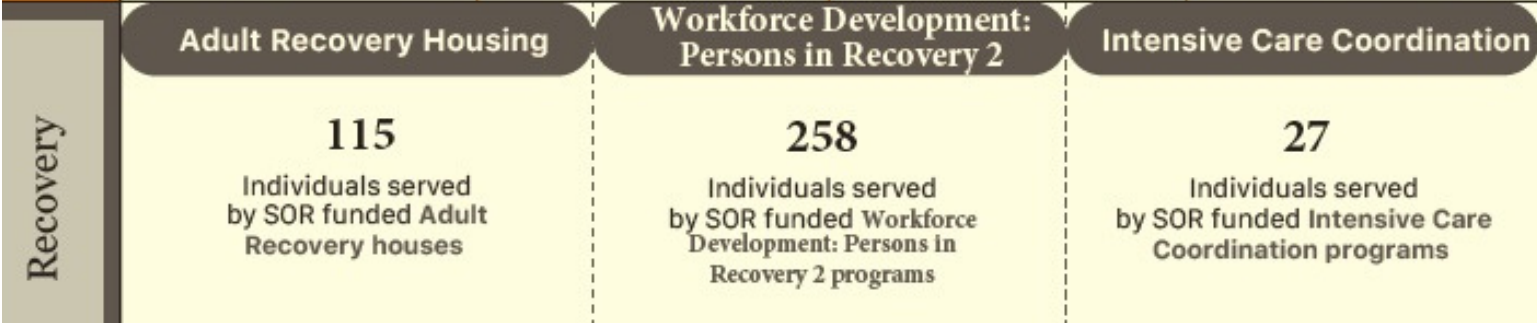 Recovery
Adult Recovery Housing
115
Individuals served
by SOR funded Adult
Recovery houses
Workforce Development:
Persons in Recovery 2
258
Individuals served
by SOR funded Workforce
Development: Persons in
Recovery 2 programs
Intensive Care Coordination
27
Individuals served
by SOR funded Intensive Care
Coordination programs